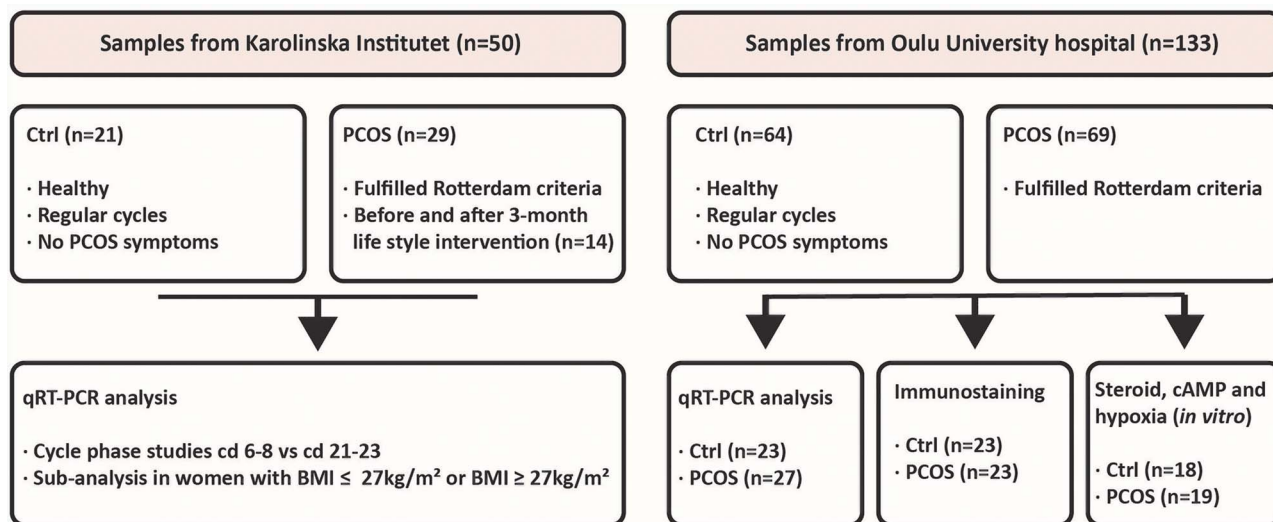 Samples from Karolinska Institutet (n=50)
Ctrl (n=21)
· Healthy
· Regular cycles
· No PCOS symptoms
PCOS (n=29)
· Fulfilled Rotterdam criteria
· Before and after 3-month
life style intervention (n=14)
qRT-PCR analysis
· Cycle phase studies cd 6-8 vs cd 21-23
· Sub-analysis in women with BMI ≤ 27kg/m² or BMI ≥ 27kg/m²
Samples from Oulu University hospital (n=133)
Ctrl (n=64)
· Healthy
· Regular cycles
· No PCOS symptoms
PCOS (n=69)
· Fulfilled Rotterdam criteria
qRT-PCR analysis
· Ctrl (n=23)
· PCOS (n=27)
Immunostaining
· Ctrl (n=23)
· PCOS (n=23)
Steroid, cAMP and
hypoxia (in vitro)
· Ctrl (n=18)
· PCOS (n=19)